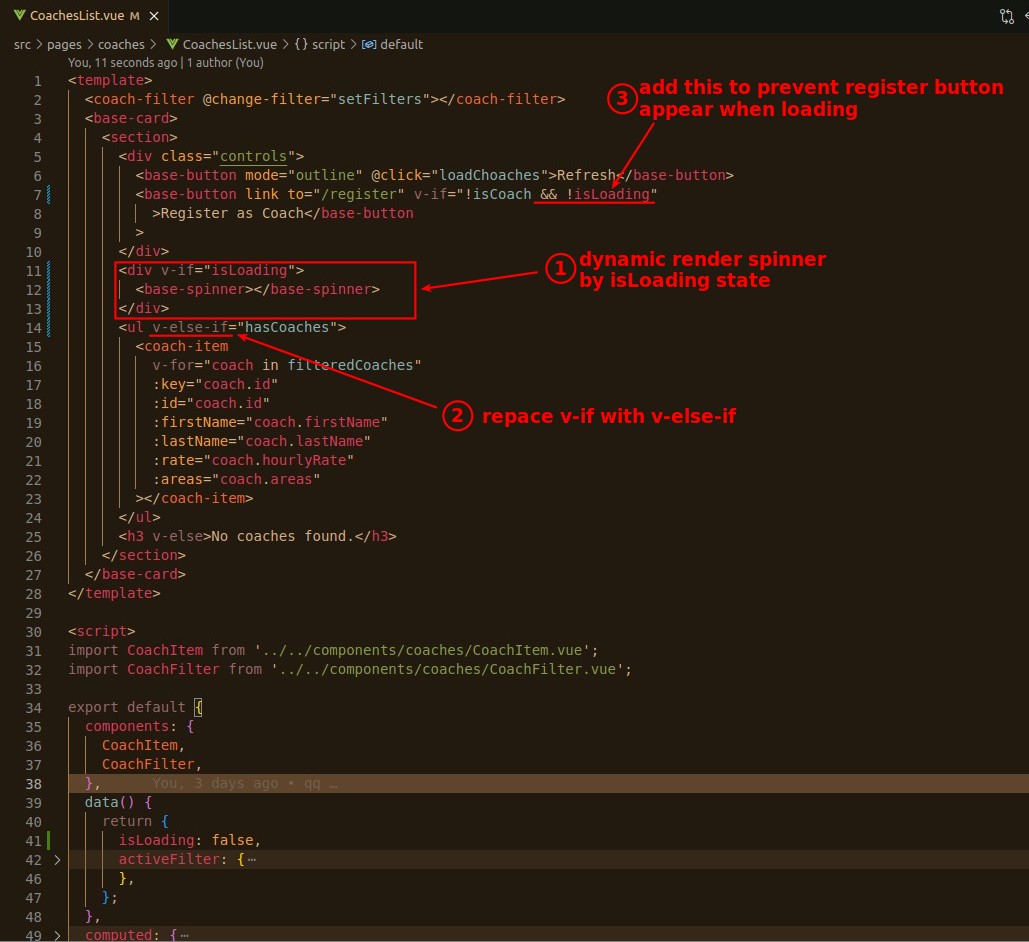 CoachesList.vue M ✕
src > pages > coaches > CoachesList.vue > {} script > default
You, 11 seconds ago | 1 author (You)
1 <template>
2 <coach-filter @change-filter="setFilters"></coach-filter>
3 <base-card>
4 <section>
5 <div class="controls">
6 <base-button mode="outline" @click="loadChoaches">Refresh</base-button>
7 <base-button link to="/register" v-if="!isCoach && !isLoading"
8 >Register as Coach</base-button
9 >
10 </div>
11 <div v-if="isLoading">
12 <base-spinner></base-spinner>
13 </div>
14 <ul v-else-if="hasCoaches">
15 <coach-item
16 v-for="coach in filteredCoaches"
17 :key="coach.id"
18 :id="coach.id"
19 :firstName="coach.firstName"
20 :lastName="coach.lastName"
21 :rate="coach.hourlyRate"
22 :areas="coach.areas"
23 ></coach-item>
24 </ul>
25 <h3 v-else>No coaches found.</h3>
26 </section>
27 </base-card>
28 </template>
29
30 <script>
31 import CoachItem from '../../components/coaches/CoachItem.vue';
32 import CoachFilter from '../../components/coaches/CoachFilter.vue';
33
34 export default {
35 components: {
36 CoachItem,
37 CoachFilter,
38 }, You, 3 days ago • qq …
39 data() {
40 return {
41 isLoading: false,
42 activeFilter: {…
46 },
47 };
48 },
49 computed: {…
3 add this to prevent register button
appear when loading
1 dynamic render spinner
by isLoading state
2 repace v-if with v-else-if